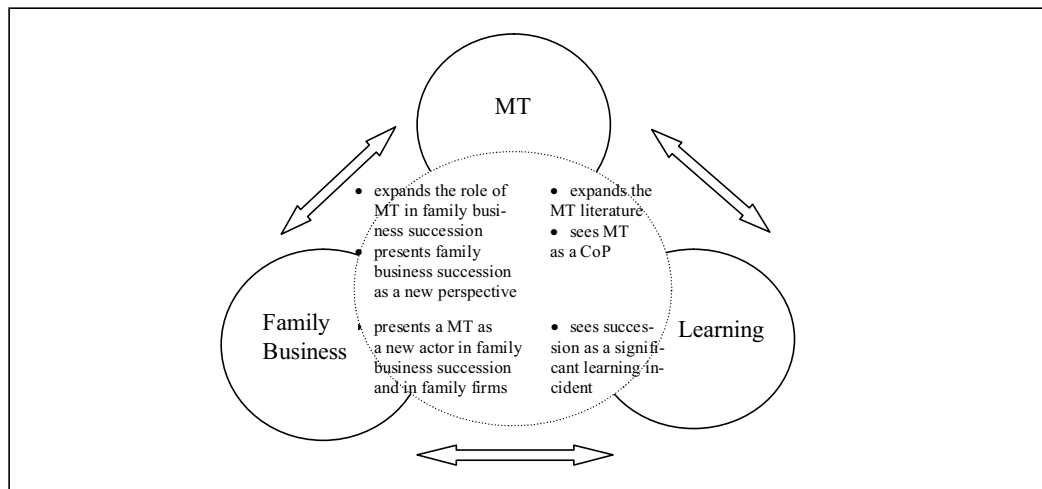 MT
• expands the role of
MT in family busi-
ness succession
• presents family
business succession
as a new perspective
• expands the
MT literature
• sees MT
as a CoP
Family
Business
• presents a MT as
a new actor in family
business succession
and in family firms
• sees succes-
sion as a signifi-
cant learning in-
cident
Learning